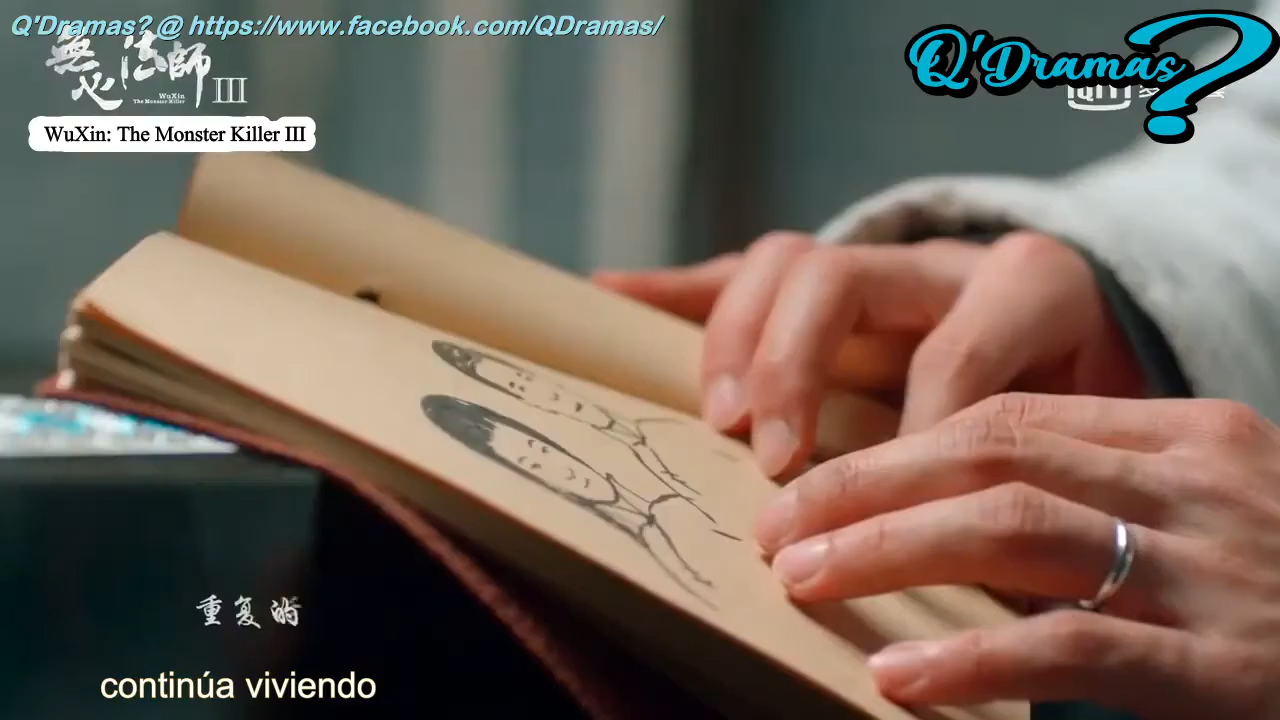 Q'Dramas? @ https://www.facebook.com/QDramas/
Q'Dramas?
無心法師 III
WuXin
The Monster Killer
WuXin: The Monster Killer III
重复的
continúa viviendo